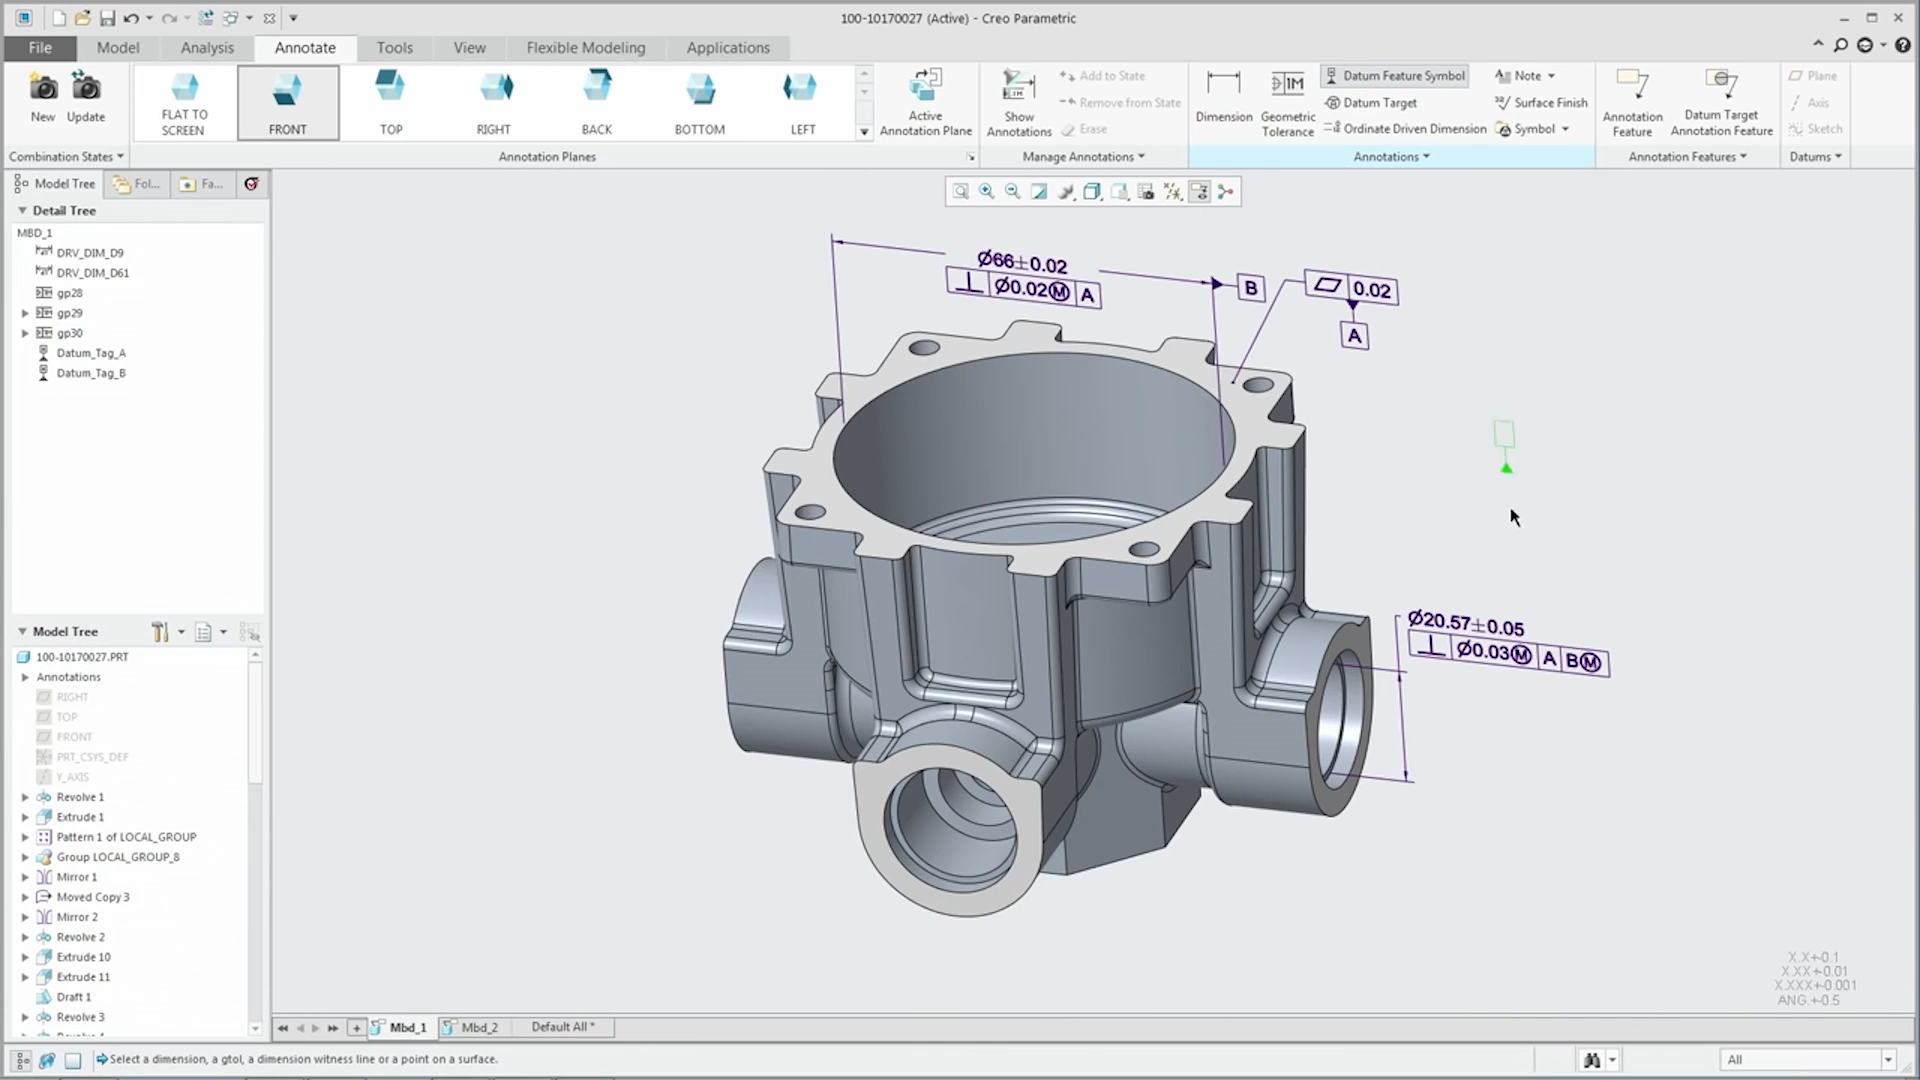 100-10170027 (Active) - Creo Parametric
File Model Analysis Annotate Tools View Flexible Modeling Applications
New
Update
FLAT TO SCREEN
FRONT
TOP
RIGHT
BACK
BOTTOM
LEFT
Active Annotation Plane
Show Annotations
Add to State
Remove from State
Erase
Dimension
Geometric Tolerance
Datum Feature Symbol
Datum Target
Ordinate Driven Dimension
Note
Surface Finish
Symbol
Annotation Feature
Datum Target Annotation Feature
Plane
Axis
Sketch
Combination States
Annotation Planes
Manage Annotations
Annotations
Annotation Features
Datums
Model Tree
Fol...
Fa...
Detail Tree
MBD_1
DRV_DIM_D9
DRV_DIM_D61
gp28
gp29
gp30
Datum_Tag_A
Datum_Tag_B
Model Tree
100-10170027.PRT
Annotations
RIGHT
TOP
FRONT
PRT_CSYS_DEF
Y_AXIS
Revolve 1
Extrude 1
Pattern 1 of LOCAL_GROUP
Group LOCAL_GROUP_8
Mirror 1
Moved Copy 3
Mirror 2
Revolve 2
Extrude 10
Extrude 11
Draft 1
Revolve 3
Ø66±0.02
⊥ Ø0.02Ⓜ A
B
▱ 0.02
A
Ø20.57±0.05
⊥ Ø0.03Ⓜ A BⓂ
X.X+-0.1
X.XX+-0.01
X.XXX+-0.001
ANG.+-0.5
Mbd_1 Mbd_2 Default All *
Select a dimension, a gtol, a dimension witness line or a point on a surface.
All